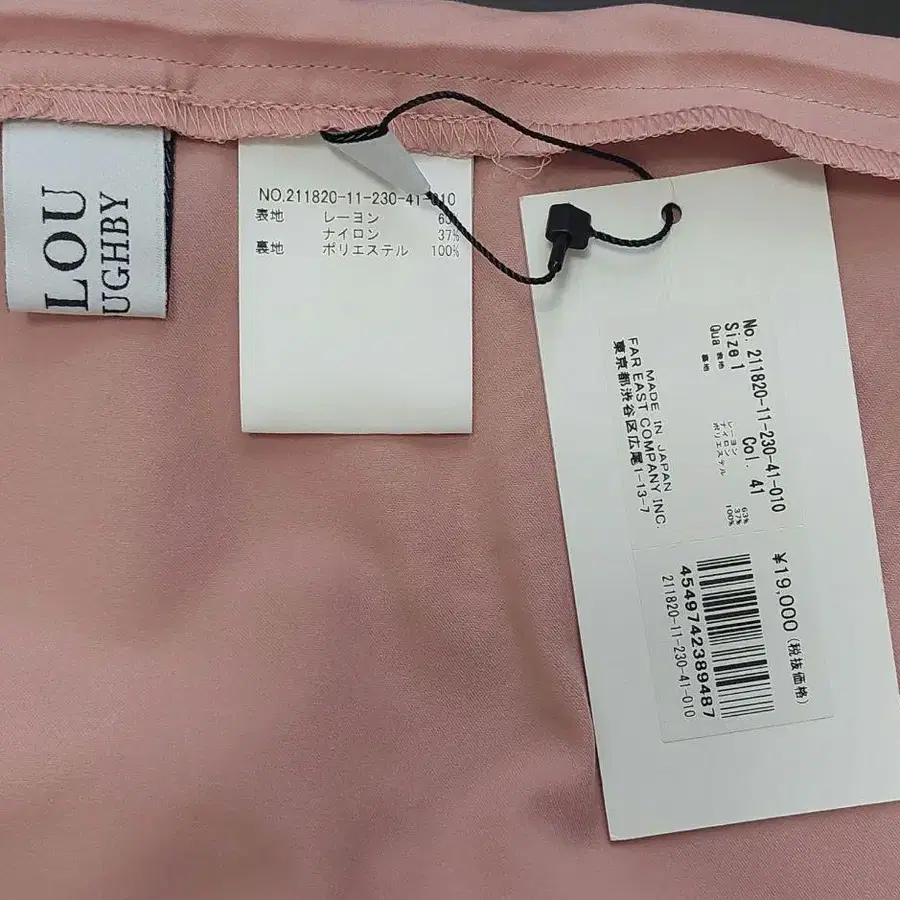 LOU
UGHBY
NO.211820-11-230-41-010
表地 レーヨン 63%
ナイロン 37%
裏地 ポリエステル 100%
No. 211820-11-230-41-010
Size 1 Col. 41
Qua 表地 レーヨン 63%
ナイロン 37%
裏地 ポリエステル 100%
MADE IN JAPAN
FAR EAST COMPANY INC.
東京都渋谷区広尾1-13-7
¥19,000 (税抜価格)
4549742389487
211820-11-230-41-010